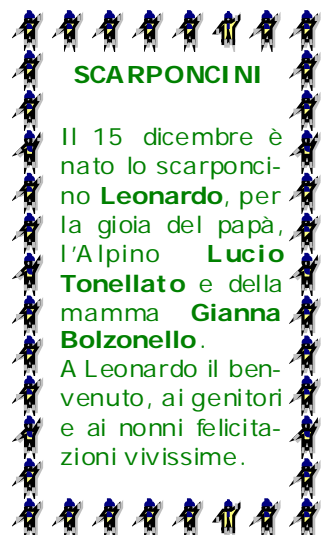 SCARPONCINI
Il 15 dicembre è
nato lo scarponci-
no Leonardo, per
la gioia del papà,
l'Alpino Lucio
Tonellato e della
mamma Gianna
Bolzonello.
A Leonardo il ben-
venuto, ai genitori
e ai nonni felicita-
zioni vivissime.